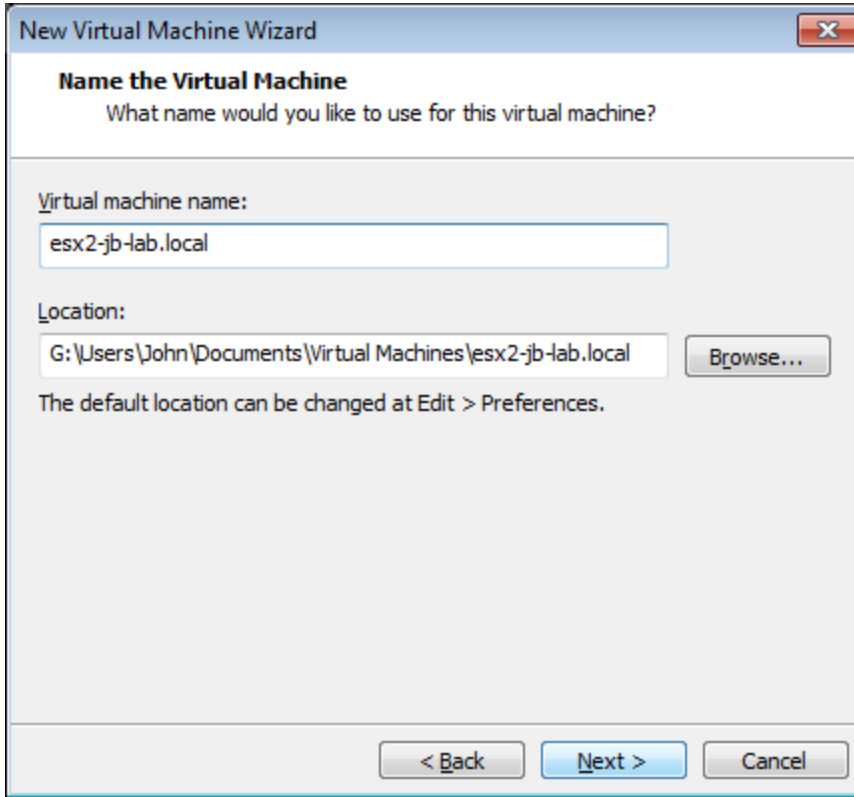 New Virtual Machine Wizard
Name the Virtual Machine
What name would you like to use for this virtual machine?
Virtual machine name:
esx2-jb-lab.local
Location:
G:\Users\John\Documents\Virtual Machines\esx2-jb-lab.local
Browse...
The default location can be changed at Edit > Preferences.
< Back
Next >
Cancel